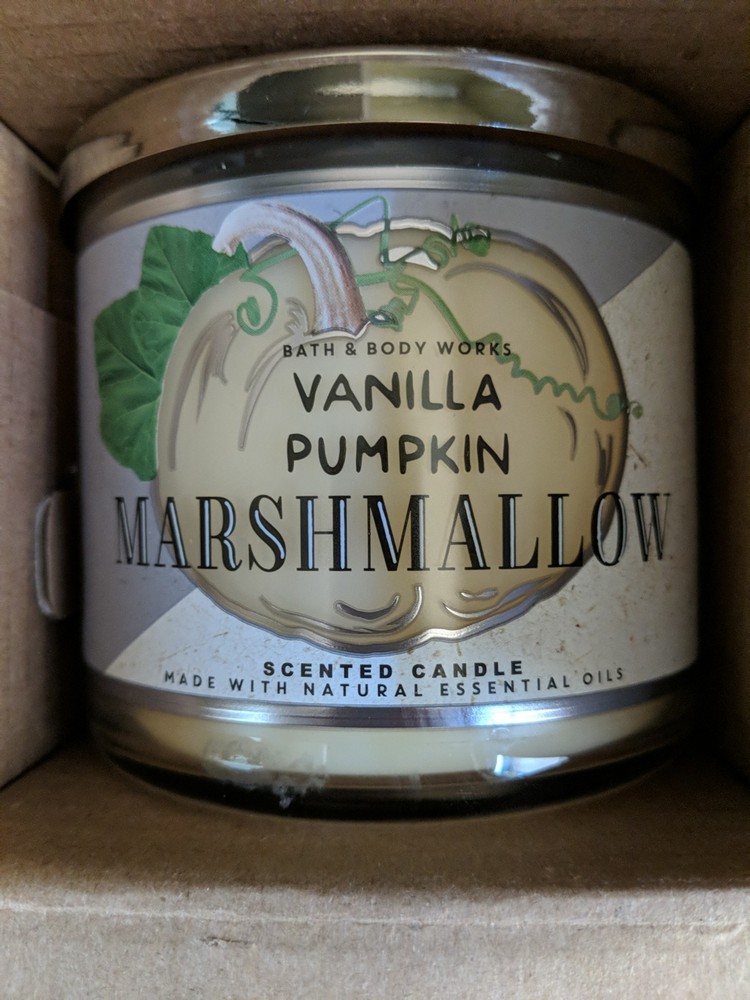 BATH & BODY WORKS
VANILLA
PUMPKIN
MARSHMALLOW
SCENTED CANDLE
MADE WITH NATURAL ESSENTIAL OILS